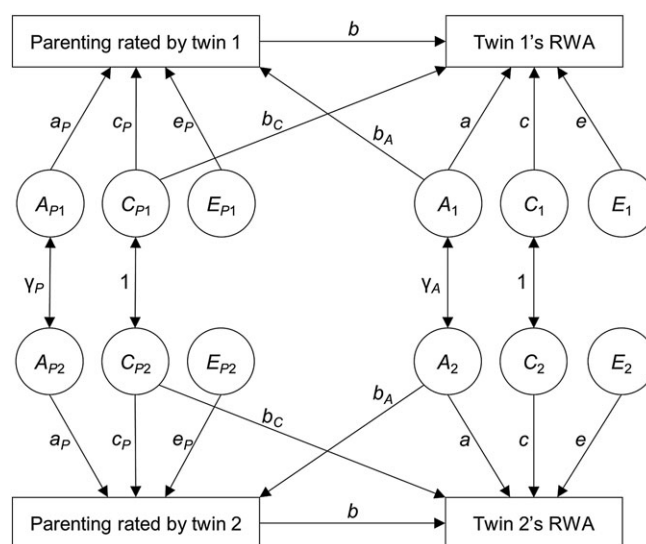 Parenting rated by twin 1 b Twin 1’s RWA
a_P c_P e_P b_C b_A a c e
A_P1 C_P1 E_P1 A_1 C_1 E_1
γ_P 1 γ_A 1
A_P2 C_P2 E_P2 A_2 C_2 E_2
a_P c_P e_P b_C b_A a c e
Parenting rated by twin 2 b Twin 2’s RWA